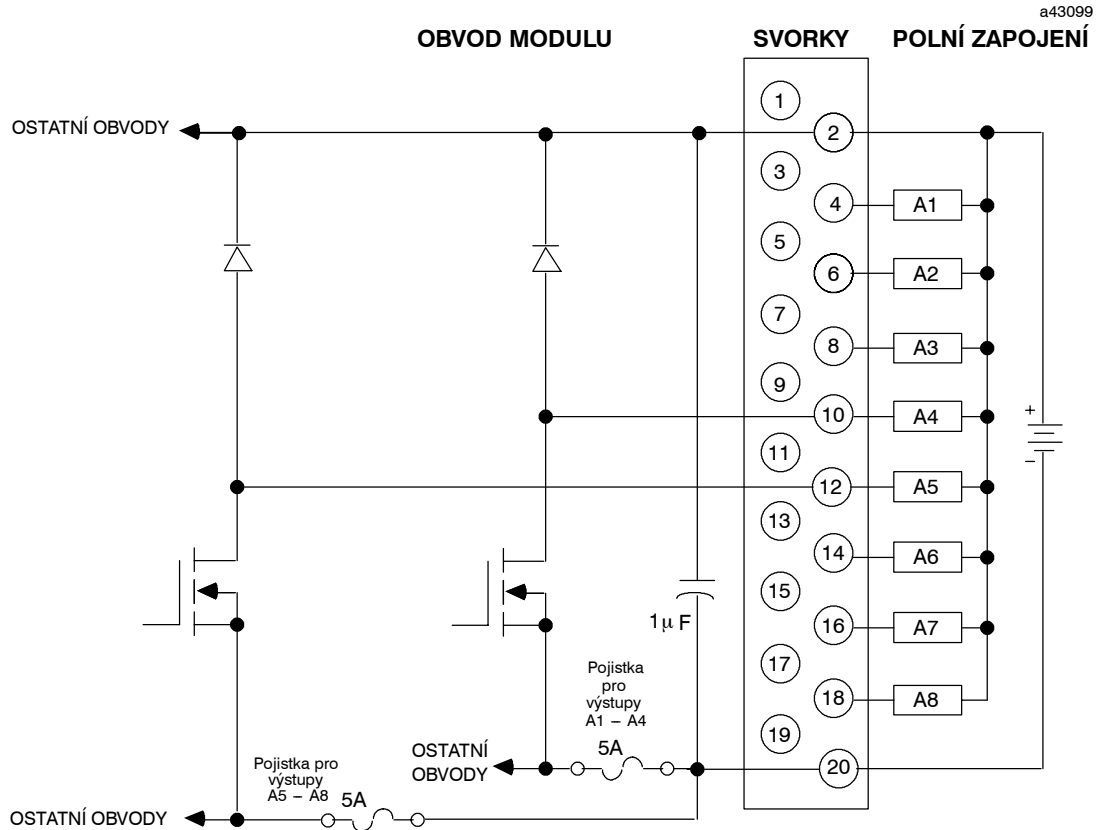 a43099
OBVOD MODULU
SVORKY
POLNÍ ZAPOJENÍ
1
OSTATNÍ OBVODY
2
3
4
A1
5
6
A2
7
8
A3
9
10
A4
+
11
–
12
A5
13
14
A6
15
1µ F
16
A7
17
Pojistka
pro
výstupy
A1 – A4
18
A8
19
OSTATNÍ
OBVODY
5A
20
Pojistka pro
výstupy
A5 – A8
5A
OSTATNÍ OBVODY